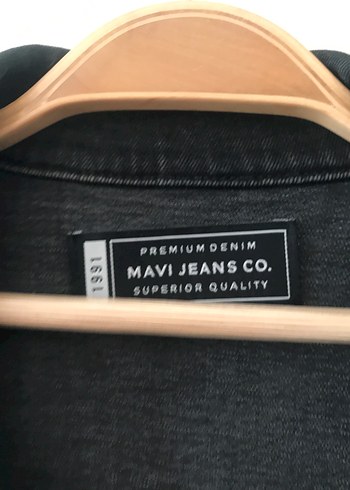 1991
PREMIUM DENIM
MAVI JEANS CO.
SUPERIOR QUALITY